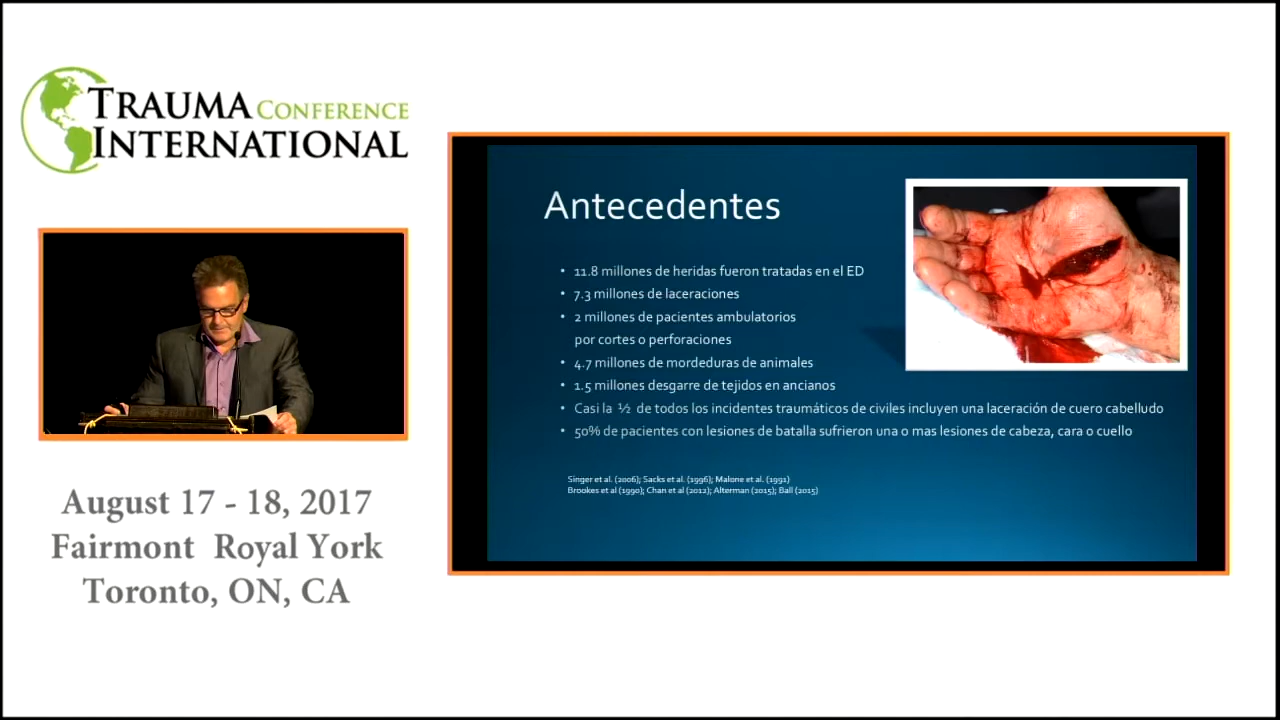 TRAUMA CONFERENCE
INTERNATIONAL
August 17 - 18, 2017
Fairmont Royal York
Toronto, ON, CA
Antecedentes
• 11.8 millones de heridas fueron tratadas en el ED
• 7.3 millones de laceraciones
• 2 millones de pacientes ambulatorios
por cortes o perforaciones
• 4.7 millones de mordeduras de animales
• 1.5 millones desgarre de tejidos en ancianos
• Casi la ½ de todos los incidentes traumáticos de civiles incluyen una laceración de cuero cabelludo
• 50% de pacientes con lesiones de batalla sufrieron una o mas lesiones de cabeza, cara o cuello
Singer et al. (2006); Sacks et al. (1996); Malone et al. (1991)
Brookes et al (1990); Chan et al (2012); Alterman (2015); Ball (2015)